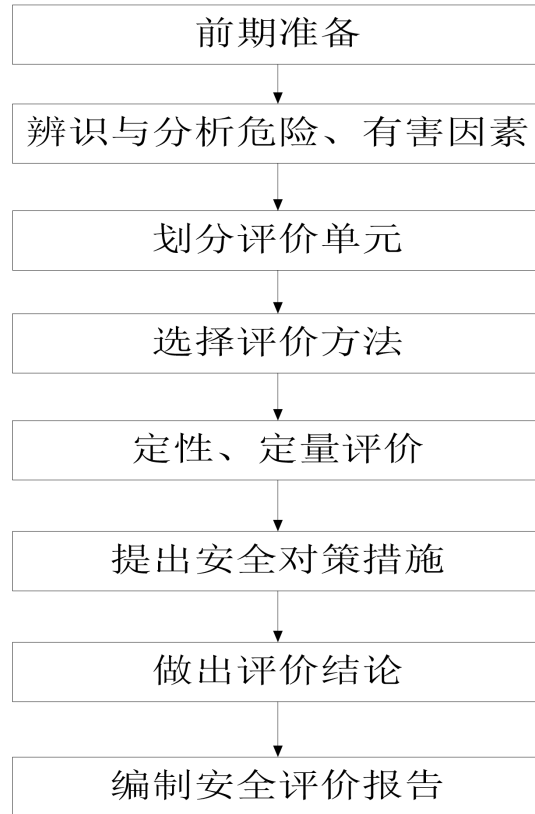 前期准备
辨识与分析危险、有害因素
划分评价单元
选择评价方法
定性、定量评价
提出安全对策措施
做出评价结论
编制安全评价报告